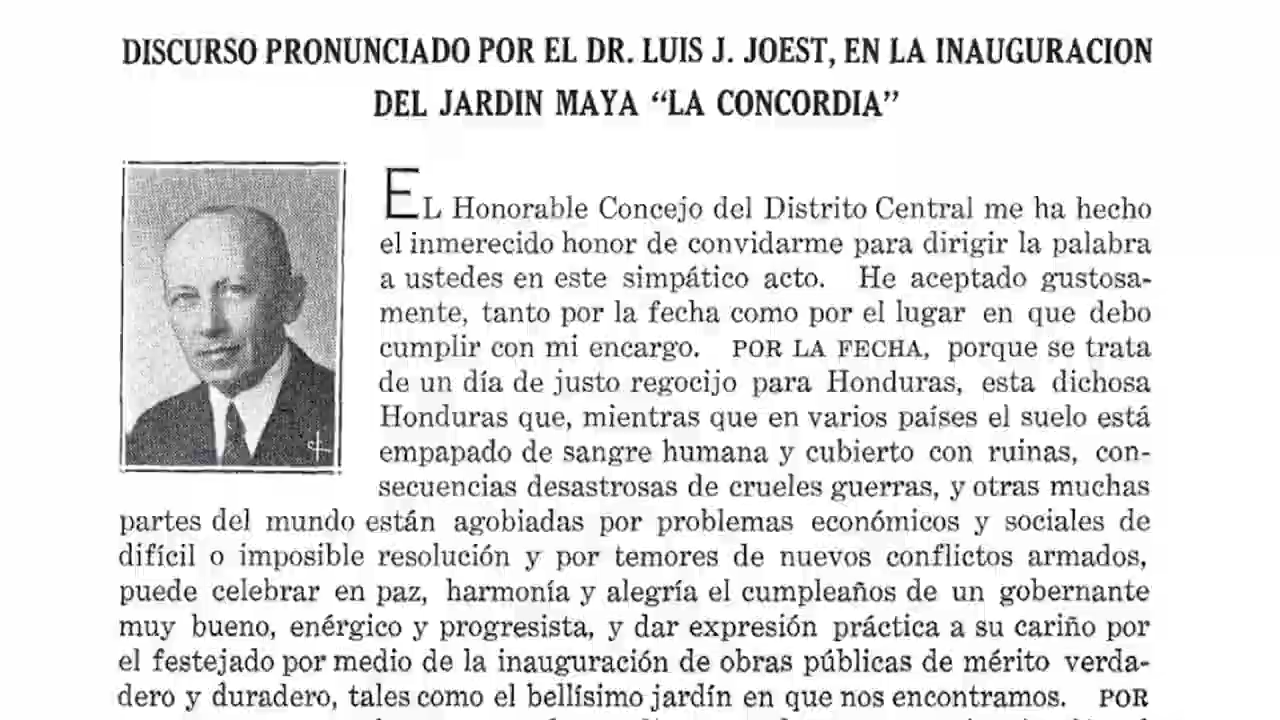 DISCURSO PRONUNCIADO POR EL DR. LUIS J. JOEST, EN LA INAUGURACION
DEL JARDIN MAYA “LA CONCORDIA”
EL Honorable Concejo del Distrito Central me ha hecho
el inmerecido honor de convidarme para dirigir la palabra
a ustedes en este simpático acto. He aceptado gustosa-
mente, tanto por la fecha como por el lugar en que debo
cumplir con mi encargo. POR LA FECHA, porque se trata
de un día de justo regocijo para Honduras, esta dichosa
Honduras que, mientras que en varios países el suelo está
empapado de sangre humana y cubierto con ruinas, con-
secuencias desastrosas de crueles guerras, y otras muchas
partes del mundo están agobiadas por problemas económicos y sociales de
difícil o imposible resolución y por temores de nuevos conflictos armados,
puede celebrar en paz, harmonía y alegría el cumpleaños de un gobernante
muy bueno, enérgico y progresista, y dar expresión práctica a su cariño por
el festejado por medio de la inauguración de obras públicas de mérito verda-
dero y duradero, tales como el bellísimo jardín en que nos encontramos. POR